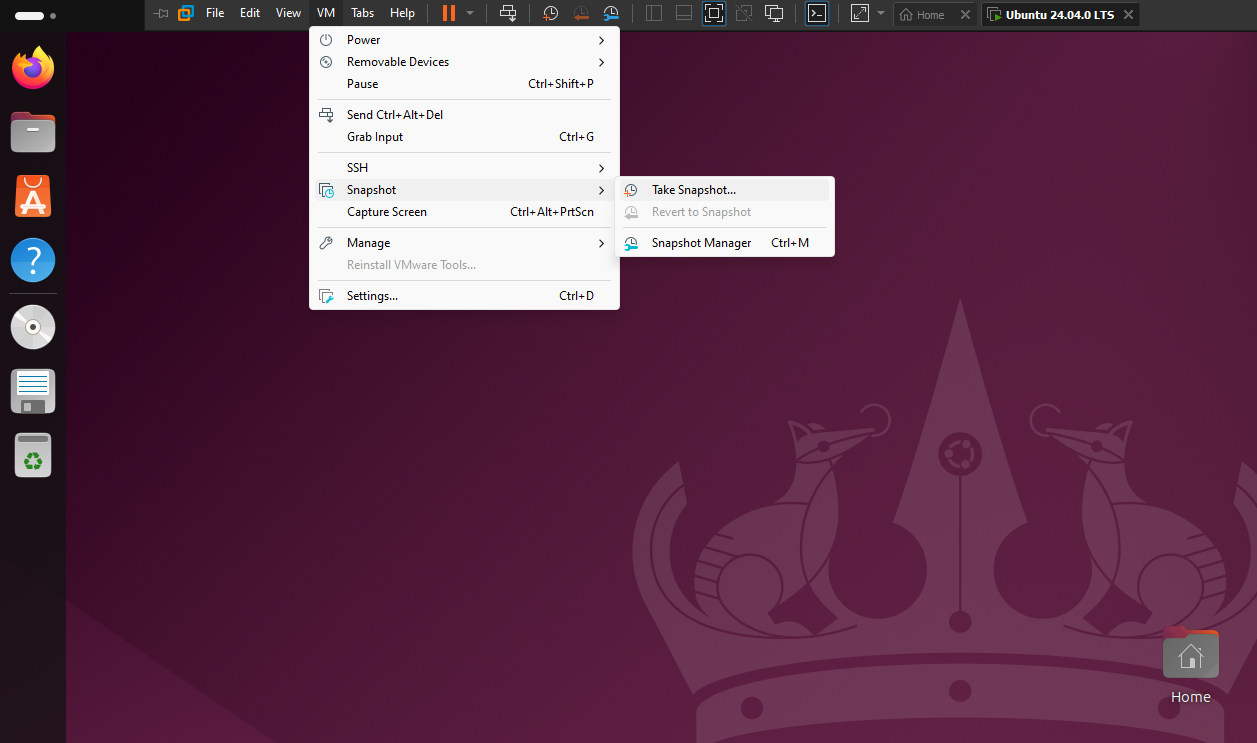 File Edit View VM Tabs Help Home Ubuntu 24.04.0 LTS
Power
Removable Devices
Pause Ctrl+Shift+P
Send Ctrl+Alt+Del
Grab Input Ctrl+G
SSH
Snapshot
Capture Screen Ctrl+Alt+PrtScn
Manage
Reinstall VMware Tools...
Settings... Ctrl+D
Take Snapshot...
Revert to Snapshot
Snapshot Manager Ctrl+M
Home